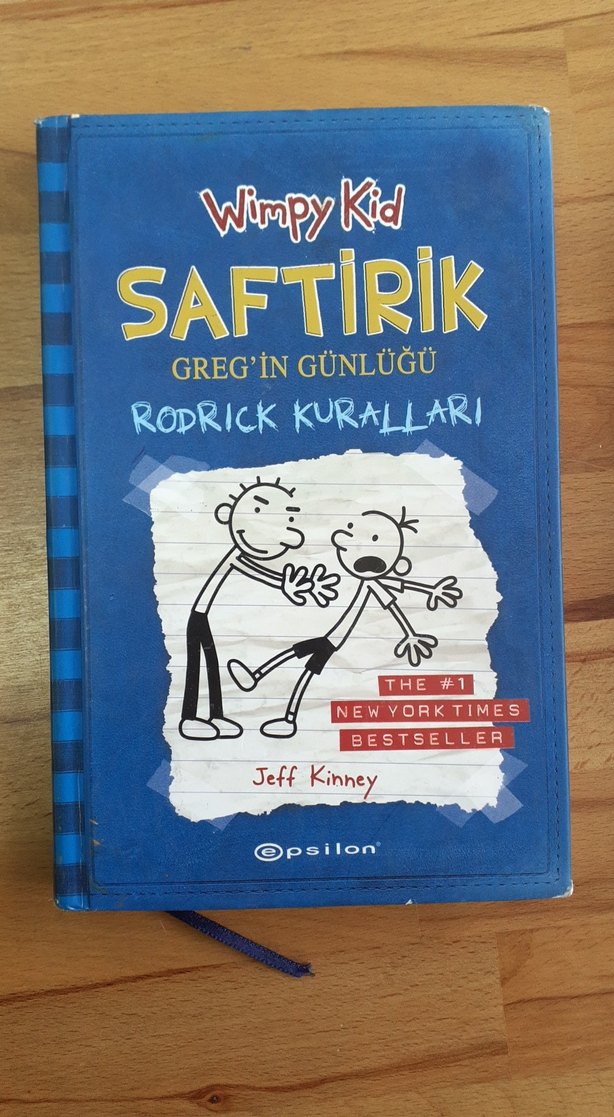 Wimpy Kid
SAFTİRİK
GREG'İN GÜNLÜĞÜ
RODRICK KURALLARI
THE #1
NEW YORK TIMES
BESTSELLER
Jeff Kinney
epsilon